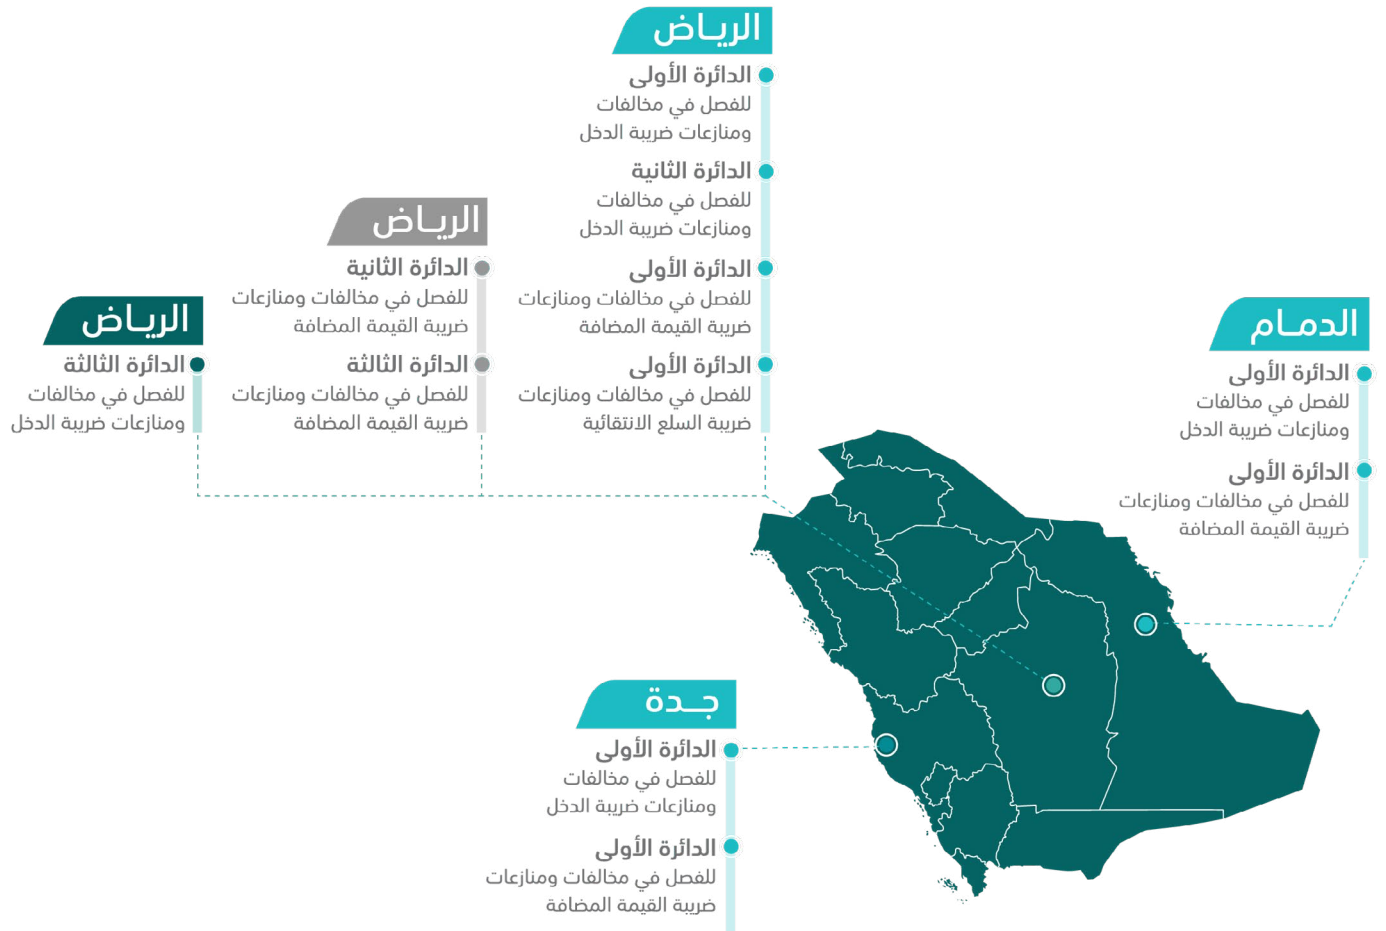 الرياض
الدائرة الأولى
للفصل في مخالفات
ومنازعات ضريبة الدخل
الدائرة الثانية
للفصل في مخالفات
ومنازعات ضريبة الدخل
الدائرة الأولى
للفصل في مخالفات ومنازعات
ضريبة القيمة المضافة
الدائرة الأولى
للفصل في مخالفات ومنازعات
ضريبة السلع الانتقائية
الرياض
الدائرة الثانية
للفصل في مخالفات ومنازعات
ضريبة القيمة المضافة
الدائرة الثالثة
للفصل في مخالفات ومنازعات
ضريبة القيمة المضافة
الرياض
الدائرة الثالثة
للفصل في مخالفات
ومنازعات ضريبة الدخل
الدمام
الدائرة الأولى
للفصل في مخالفات
ومنازعات ضريبة الدخل
الدائرة الأولى
للفصل في مخالفات ومنازعات
ضريبة القيمة المضافة
جدة
الدائرة الأولى
للفصل في مخالفات
ومنازعات ضريبة الدخل
الدائرة الأولى
للفصل في مخالفات ومنازعات
ضريبة القيمة المضافة